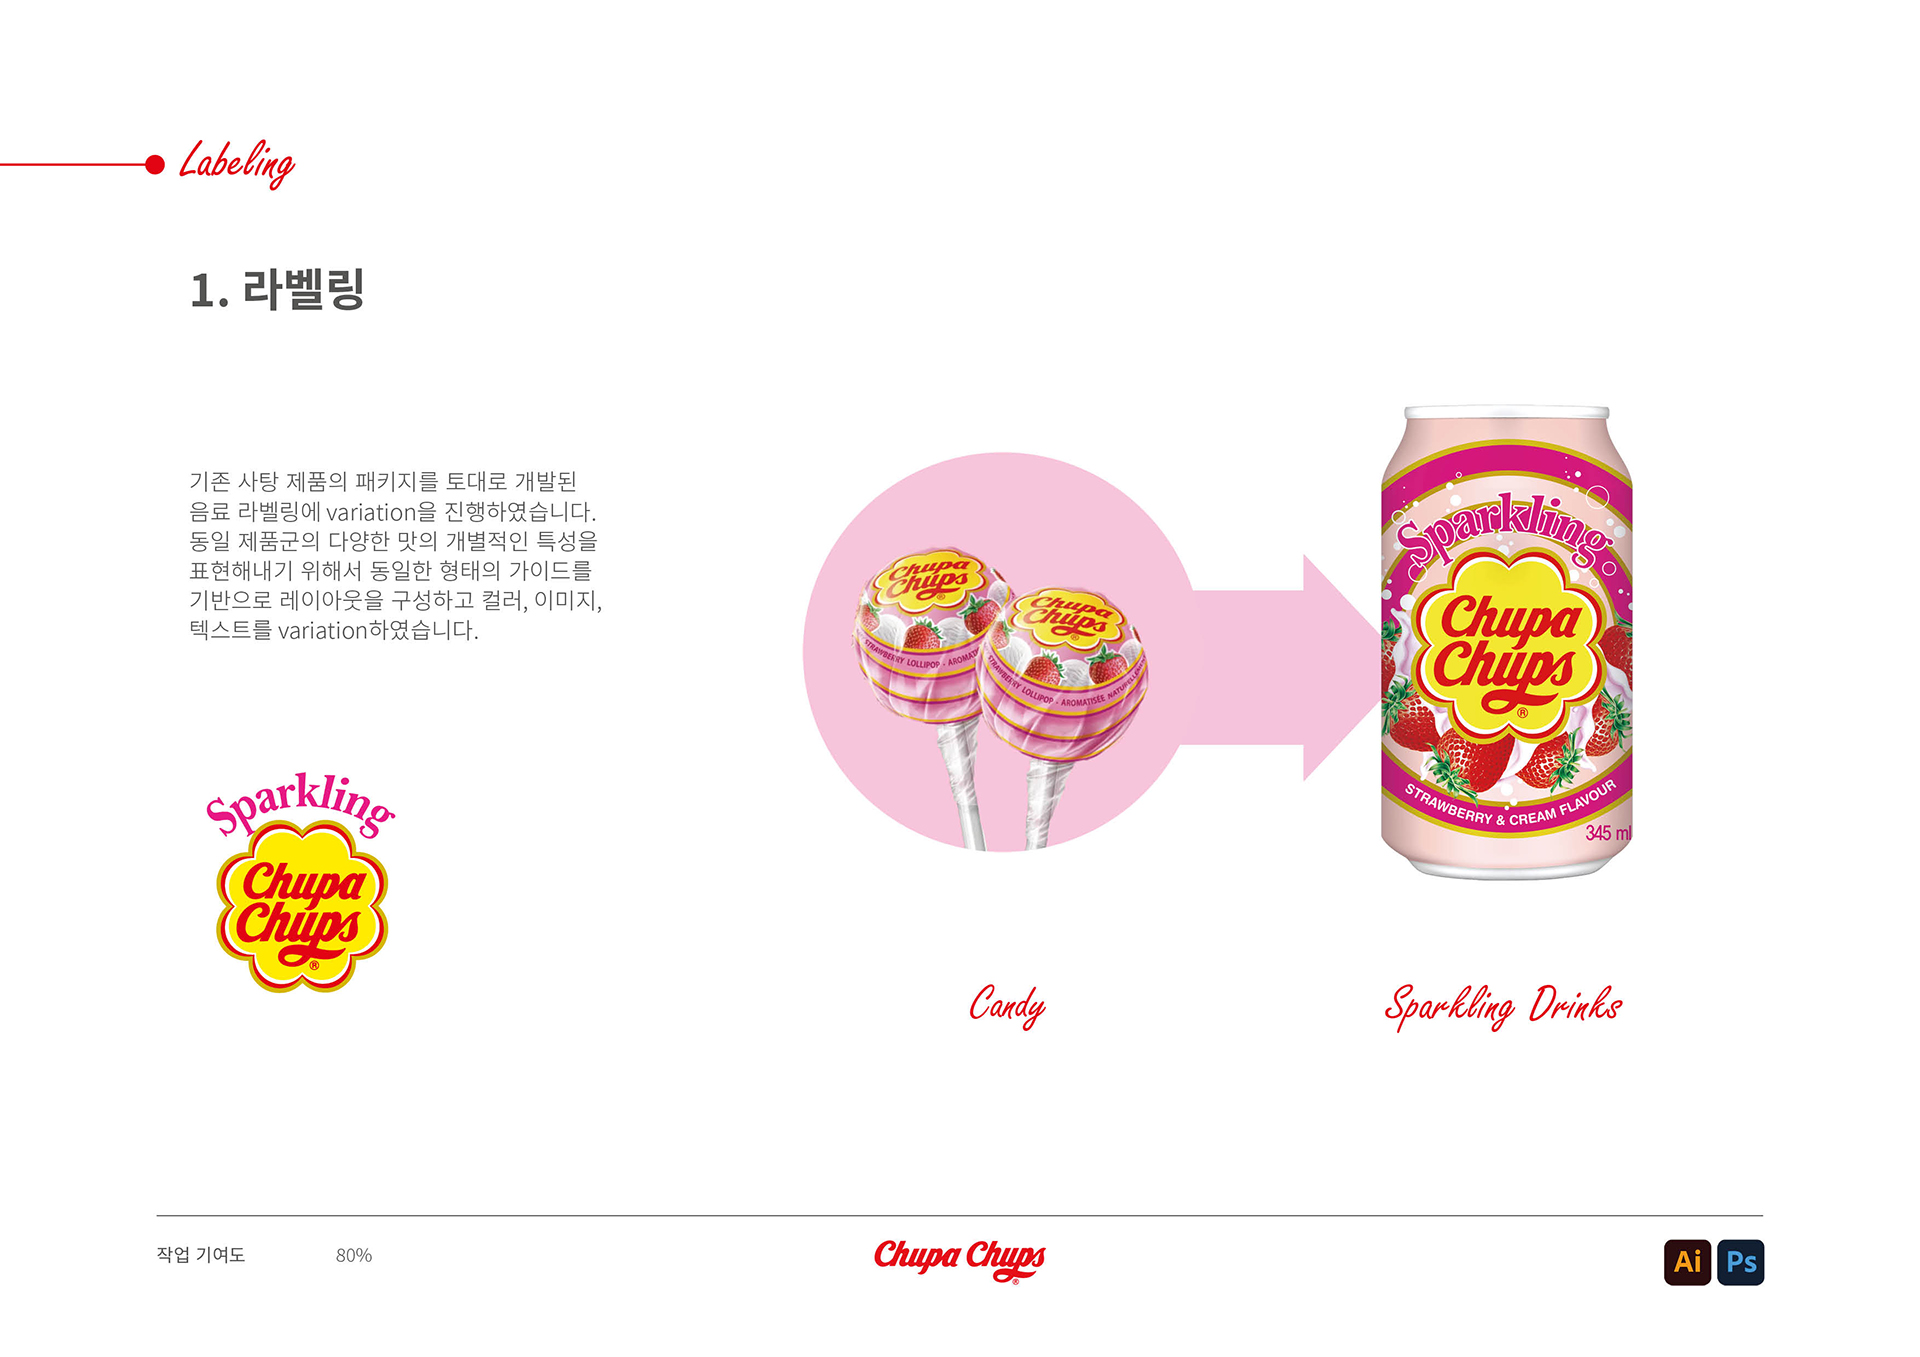 Labeling
1. 라벨링
기존 사탕 제품의 패키지를 토대로 개발된
음료 라벨링에 variation을 진행하였습니다.
동일 제품군의 다양한 맛의 개별적인 특성을
표현해내기 위해서 동일한 형태의 가이드를
기반으로 레이아웃을 구성하고 컬러, 이미지,
텍스트를 variation하였습니다.
Sparkling
Chupa
Chups
®
Chupa
Chups
®
STRAWBERRY LOLLIPOP -
Chupa
Chups
®
STRAWBERRY LOLLIPOP - AROMATISÉE
Candy
Sparkling
Chupa
Chups
®
STRAWBERRY & CREAM FLAVOUR
345 ml
Sparkling Drinks
작업 기여도 80%
Chupa Chups
®
Ai Ps